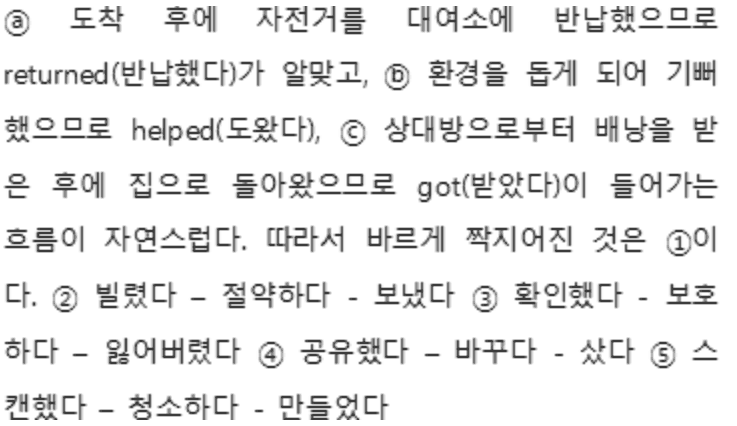 ⓐ 도착 후에 자전거를 대여소에 반납했으므로
returned(반납했다)가 알맞고, ⓑ 환경을 돕게 되어 기뻐
했으므로 helped(도왔다), ⓒ 상대방으로부터 배낭을 받
은 후에 집으로 돌아왔으므로 got(받았다)이 들어가는
흐름이 자연스럽다. 따라서 바르게 짝지어진 것은 ①이
다. ② 빌렸다 – 절약하다 - 보냈다 ③ 확인했다 - 보호
하다 – 잃어버렸다 ④ 공유했다 – 바꾸다 - 샀다 ⑤ 스
캔했다 – 청소하다 - 만들었다